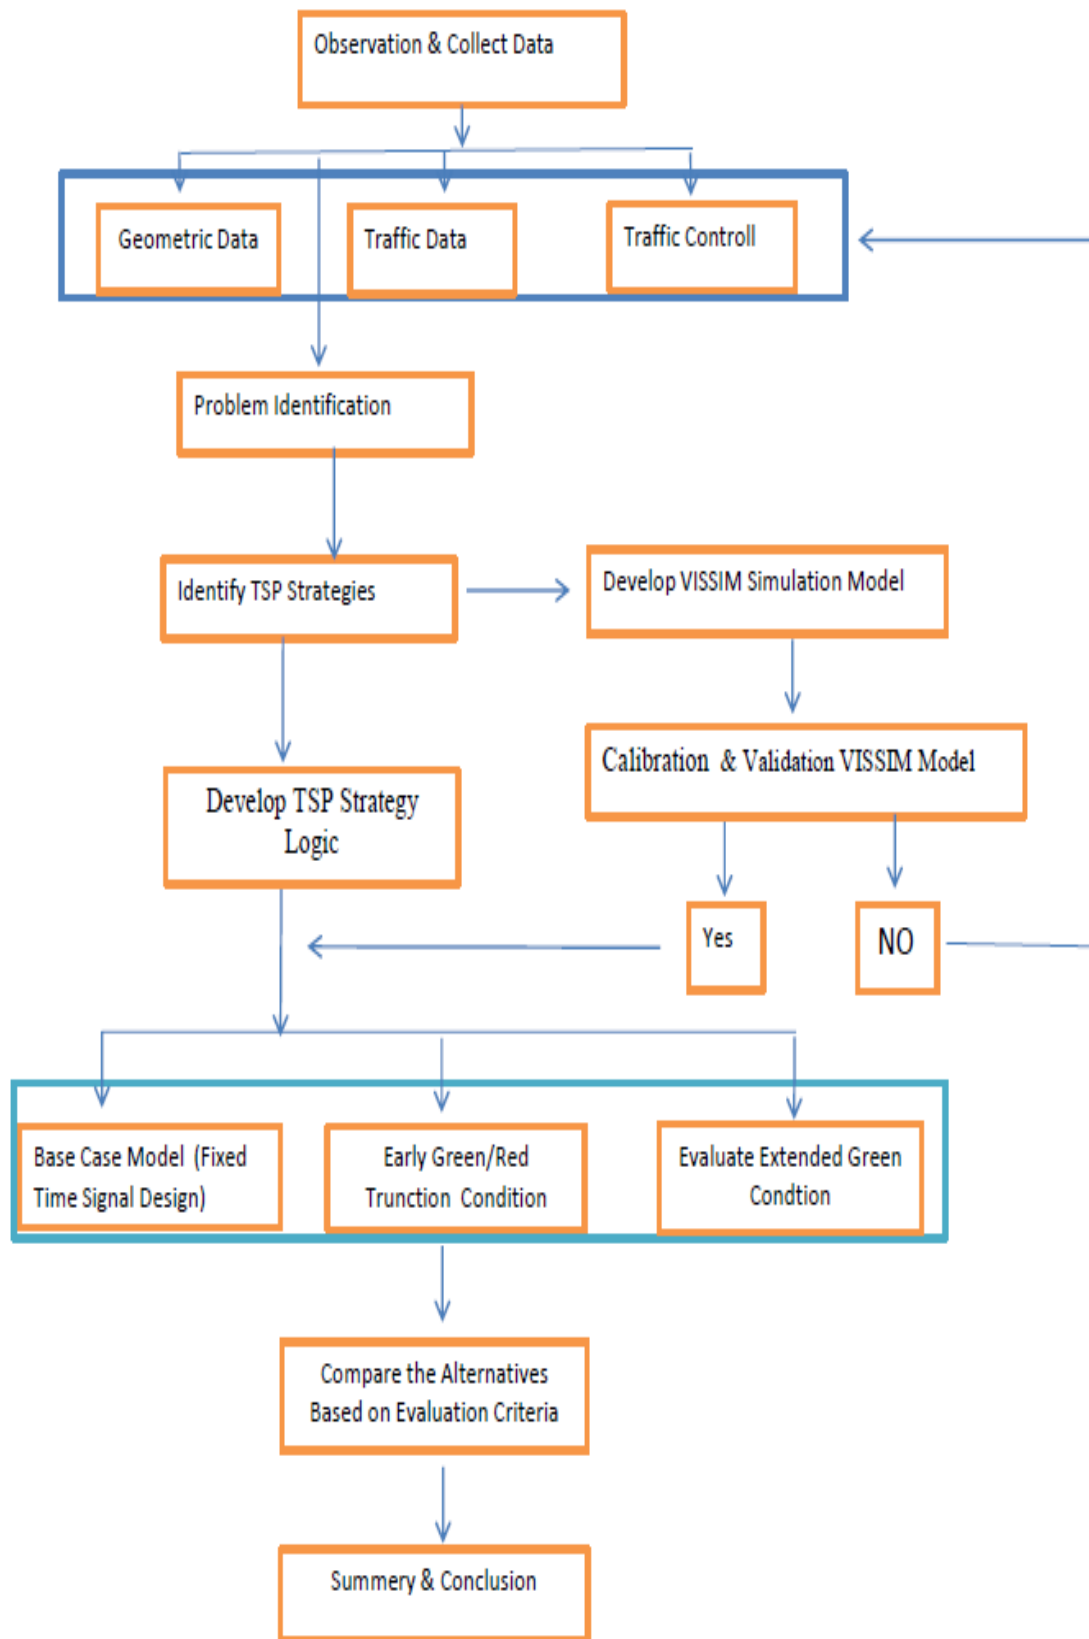 Observation & Collect Data
Geometric Data
Traffic Data
Traffic Controll
Problem Identification
Identify TSP Strategies
Develop VISSIM Simulation Model
Calibration & Validation VISSIM Model
Develop TSP Strategy
Logic
Yes
NO
Base Case Model (Fixed
Time Signal Design)
Early Green/Red
Trunction Condition
Evaluate Extended Green
Condtion
Compare the Alternatives
Based on Evaluation Criteria
Summery & Conclusion